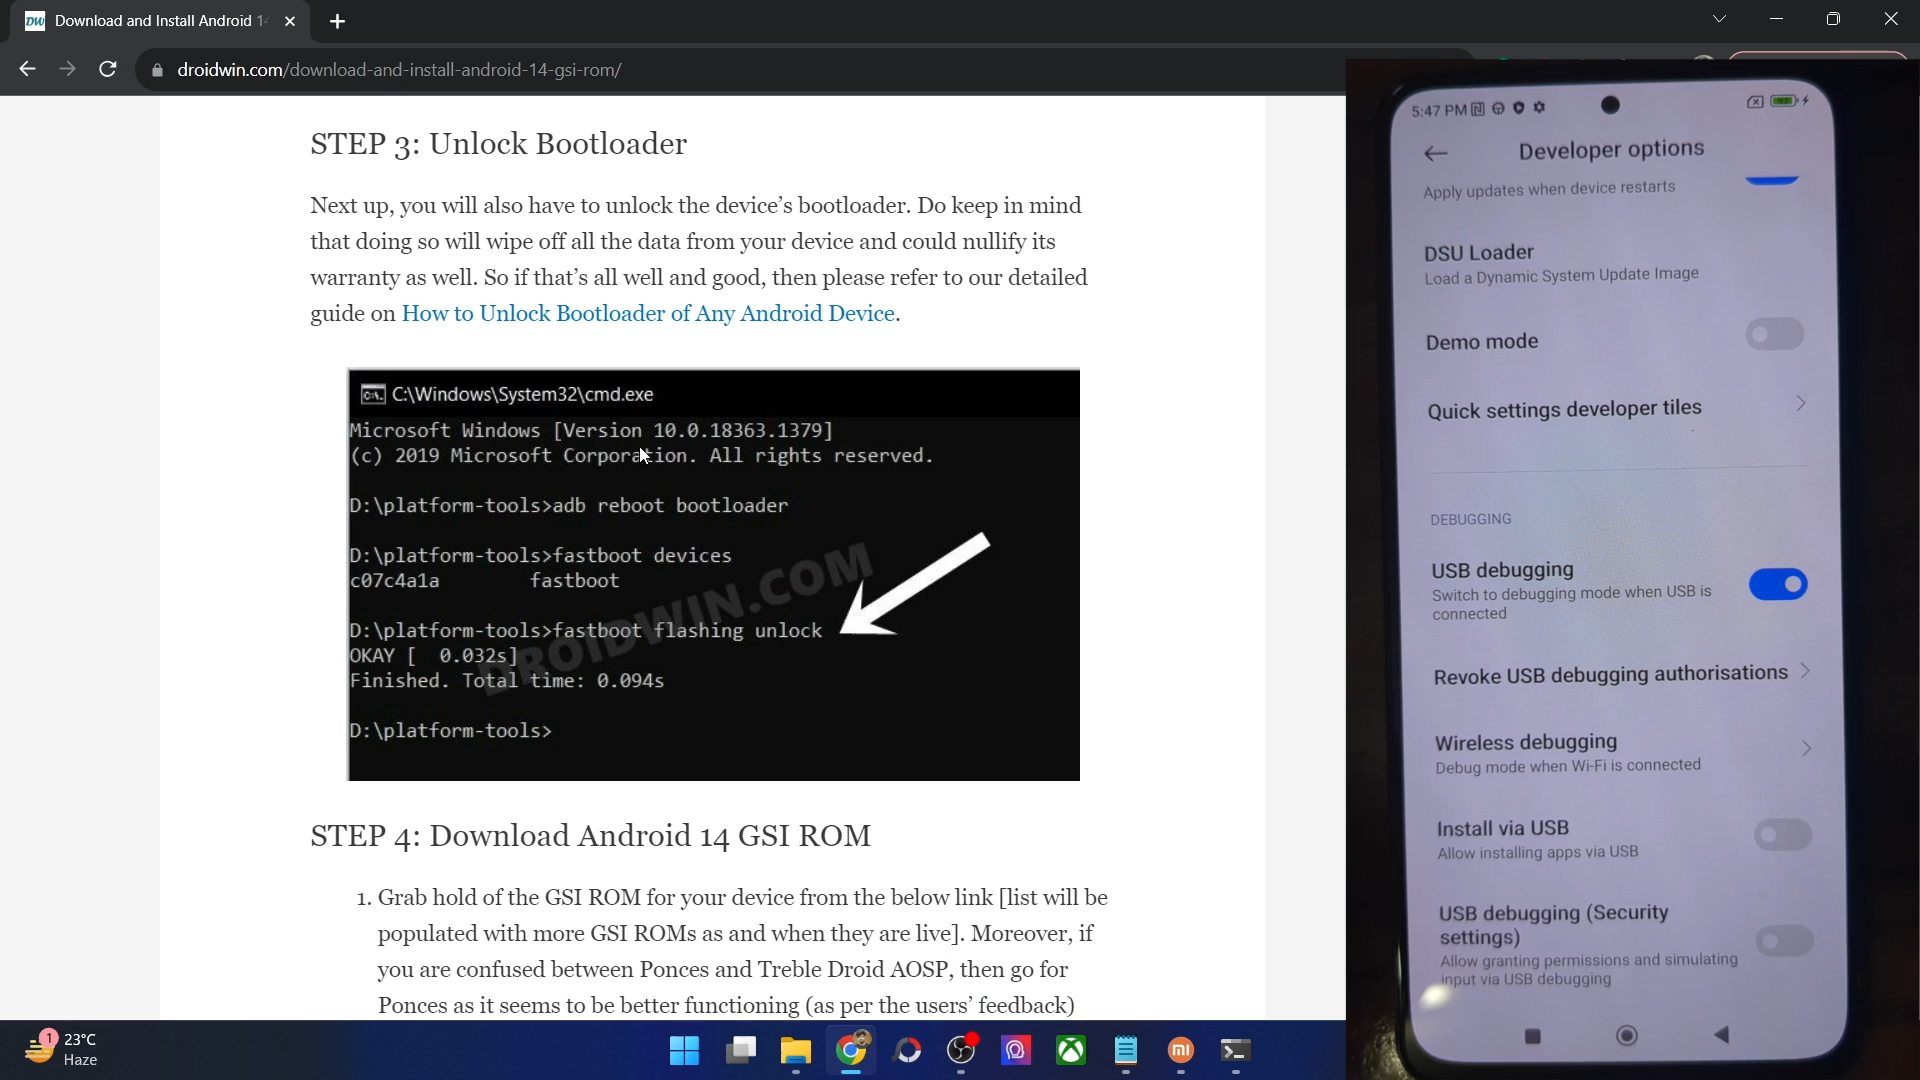 DW Download and Install Android 14
droidwin.com/download-and-install-android-14-gsi-rom/
STEP 3: Unlock Bootloader
Next up, you will also have to unlock the device’s bootloader. Do keep in mind
that doing so will wipe off all the data from your device and could nullify its
warranty as well. So if that’s all well and good, then please refer to our detailed
guide on How to Unlock Bootloader of Any Android Device.
C:\Windows\System32\cmd.exe
Microsoft Windows [Version 10.0.18363.1379]
(c) 2019 Microsoft Corporation. All rights reserved.
D:\platform-tools>adb reboot bootloader
D:\platform-tools>fastboot devices
c07c4a1a fastboot
D:\platform-tools>fastboot flashing unlock
OKAY [ 0.032s]
Finished. Total time: 0.094s
D:\platform-tools>
DROIDWIN.COM
STEP 4: Download Android 14 GSI ROM
1. Grab hold of the GSI ROM for your device from the below link [list will be
populated with more GSI ROMs as and when they are live]. Moreover, if
you are confused between Ponces and Treble Droid AOSP, then go for
Ponces as it seems to be better functioning (as per the users’ feedback)
1
23°C
Haze
5:47 PM
Developer options
Apply updates when device restarts
DSU Loader
Load a Dynamic System Update Image
Demo mode
Quick settings developer tiles
DEBUGGING
USB debugging
Switch to debugging mode when USB is
connected
Revoke USB debugging authorisations
Wireless debugging
Debug mode when Wi-Fi is connected
Install via USB
Allow installing apps via USB
USB debugging (Security
settings)
Allow granting permissions and simulating
input via USB debugging